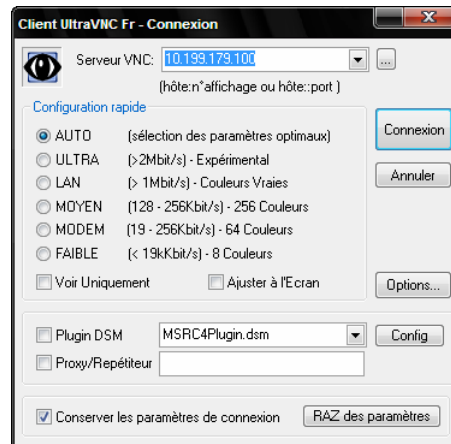 Client UltraVNC Fr - Connexion
Serveur VNC: 10.199.179.100 ...
(hôte:n°affichage ou hôte::port )
Configuration rapide
AUTO (sélection des paramètres optimaux)
ULTRA (>2Mbit/s) - Expérimental
LAN (> 1Mbit/s) - Couleurs Vraies
MOYEN (128 - 256Kbit/s) - 256 Couleurs
MODEM (19 - 256Kbit/s) - 64 Couleurs
FAIBLE (< 19kKbit/s) - 8 Couleurs
Voir Uniquement Ajuster à l'Ecran
Connexion
Annuler
Options...
Plugin DSM MSRC4Plugin.dsm Config
Proxy/Repétiteur
Conserver les paramètres de connexion RAZ des paramètres